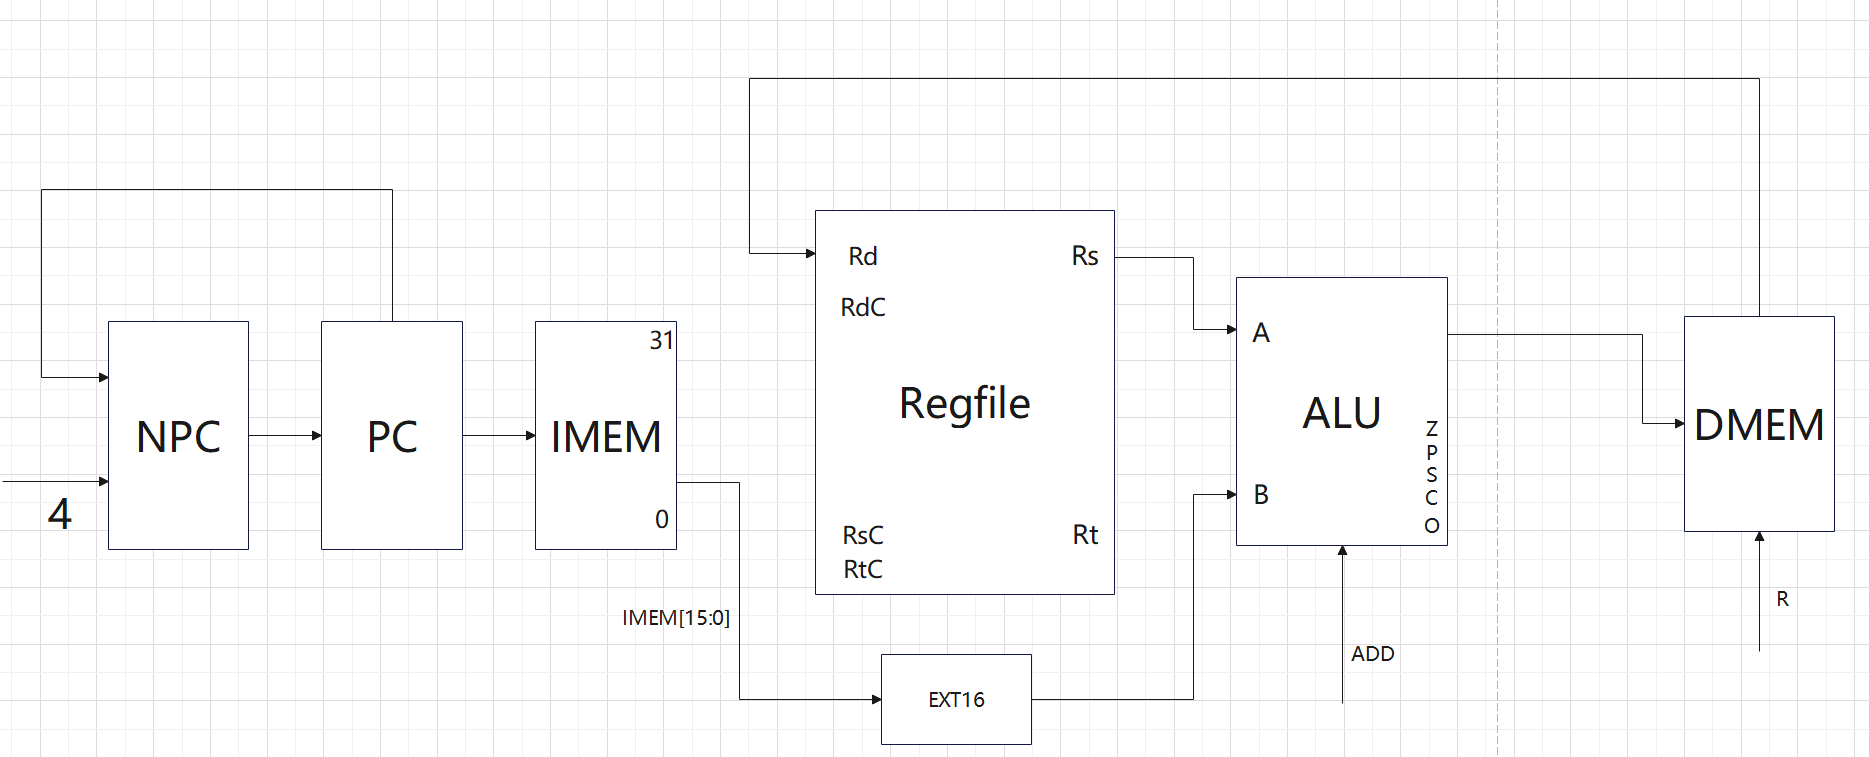 NPC
4
PC
31
IMEM
0
IMEM[15:0]
Rd
Rs
RdC
Regfile
RsC
Rt
RtC
EXT16
A
ALU
B
Z
P
S
C
O
ADD
DMEM
R